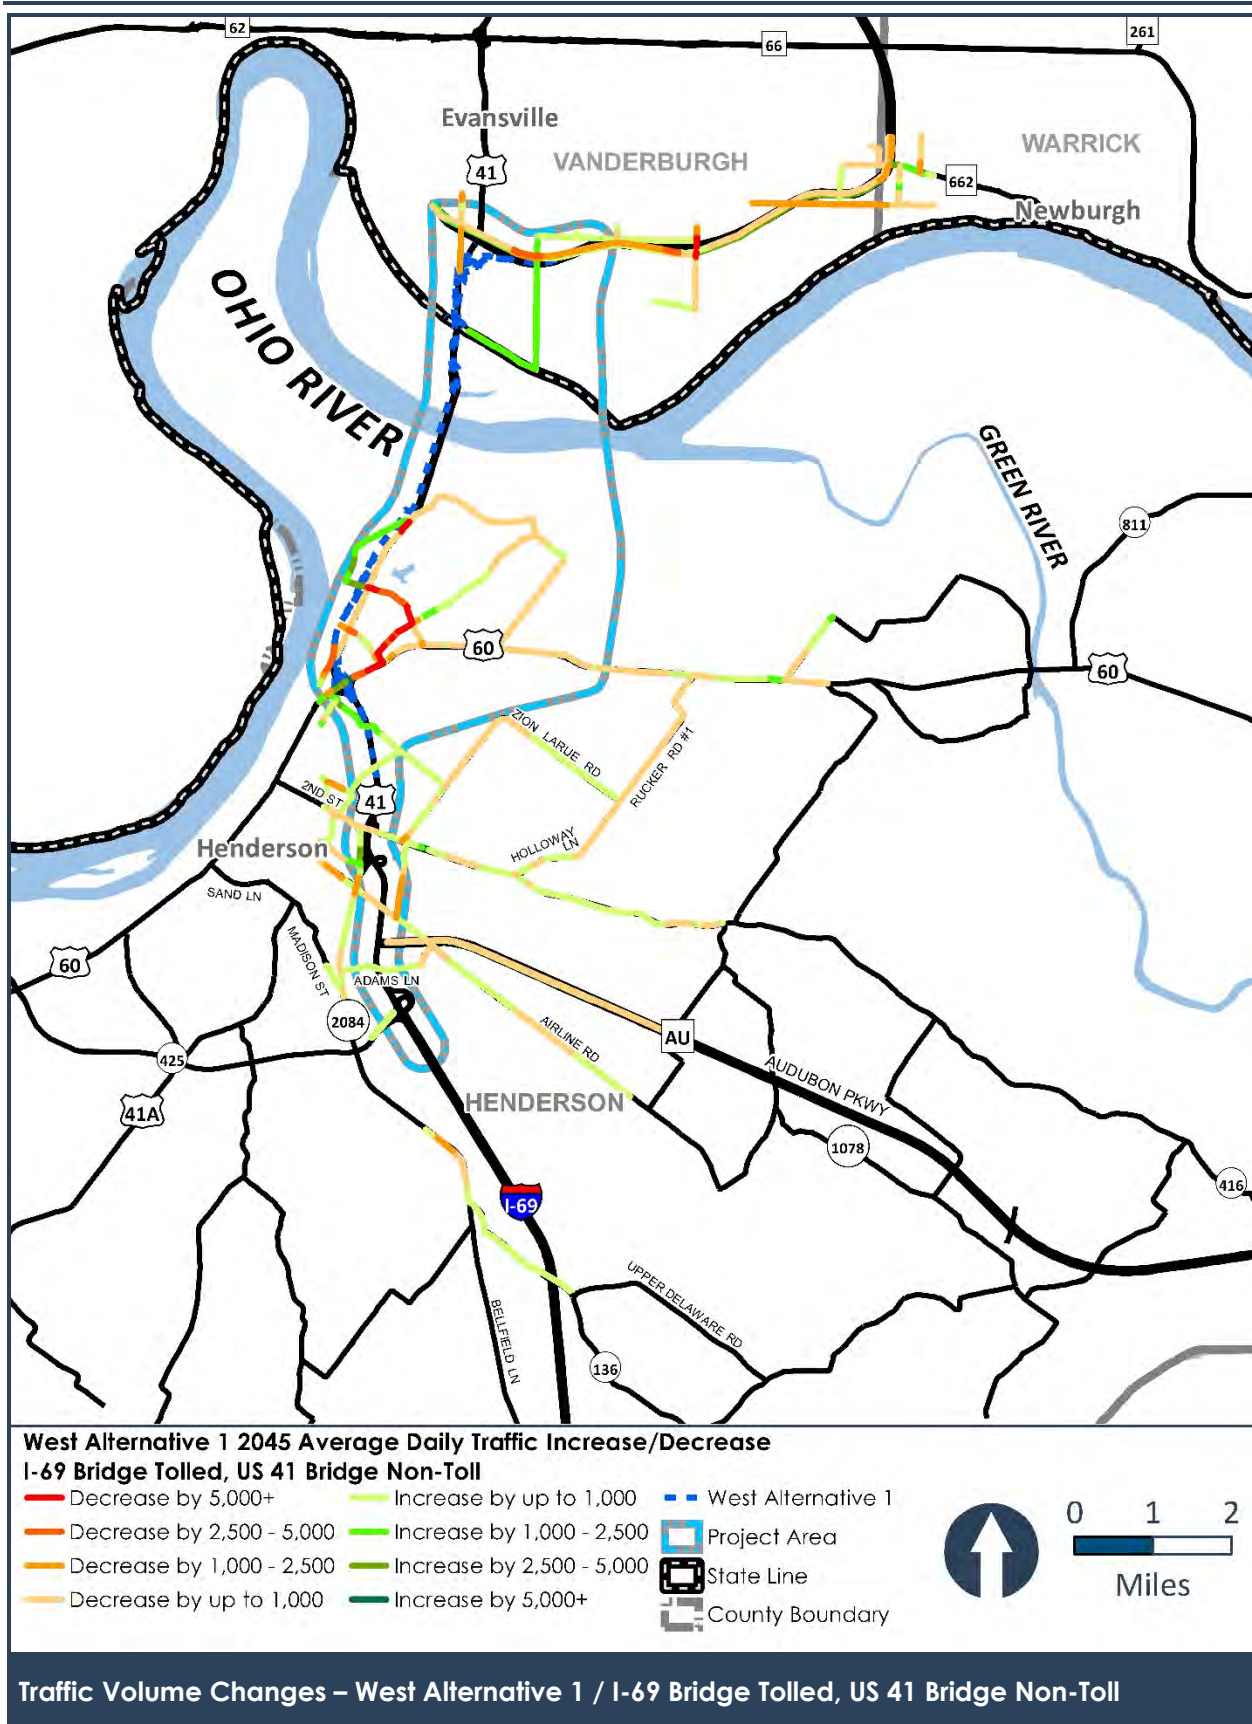 62
66
261
Evansville
41
VANDERBURGH
WARRICK
662
Newburgh
OHIO RIVER
GREEN RIVER
811
60
60
ZION LARUE RD
RUCKER RD #1
2ND ST
41
HOLLOWAY
LN
Henderson
SAND LN
MADISON ST
60
ADAMS LN
2084
AIRLINE RD
AU
AUDUBON PKWY
425
41A
HENDERSON
1078
416
I-69
UPPER DELAWARE RD
BELLFIELD LN
136
West Alternative 1 2045 Average Daily Traffic Increase/Decrease
I-69 Bridge Tolled, US 41 Bridge Non-Toll
Decrease by 5,000+
Decrease by 2,500 - 5,000
Decrease by 1,000 - 2,500
Decrease by up to 1,000
Increase by up to 1,000
Increase by 1,000 - 2,500
Increase by 2,500 - 5,000
Increase by 5,000+
West Alternative 1
Project Area
State Line
County Boundary
0 1 2
Miles
Traffic Volume Changes – West Alternative 1 / I-69 Bridge Tolled, US 41 Bridge Non-Toll